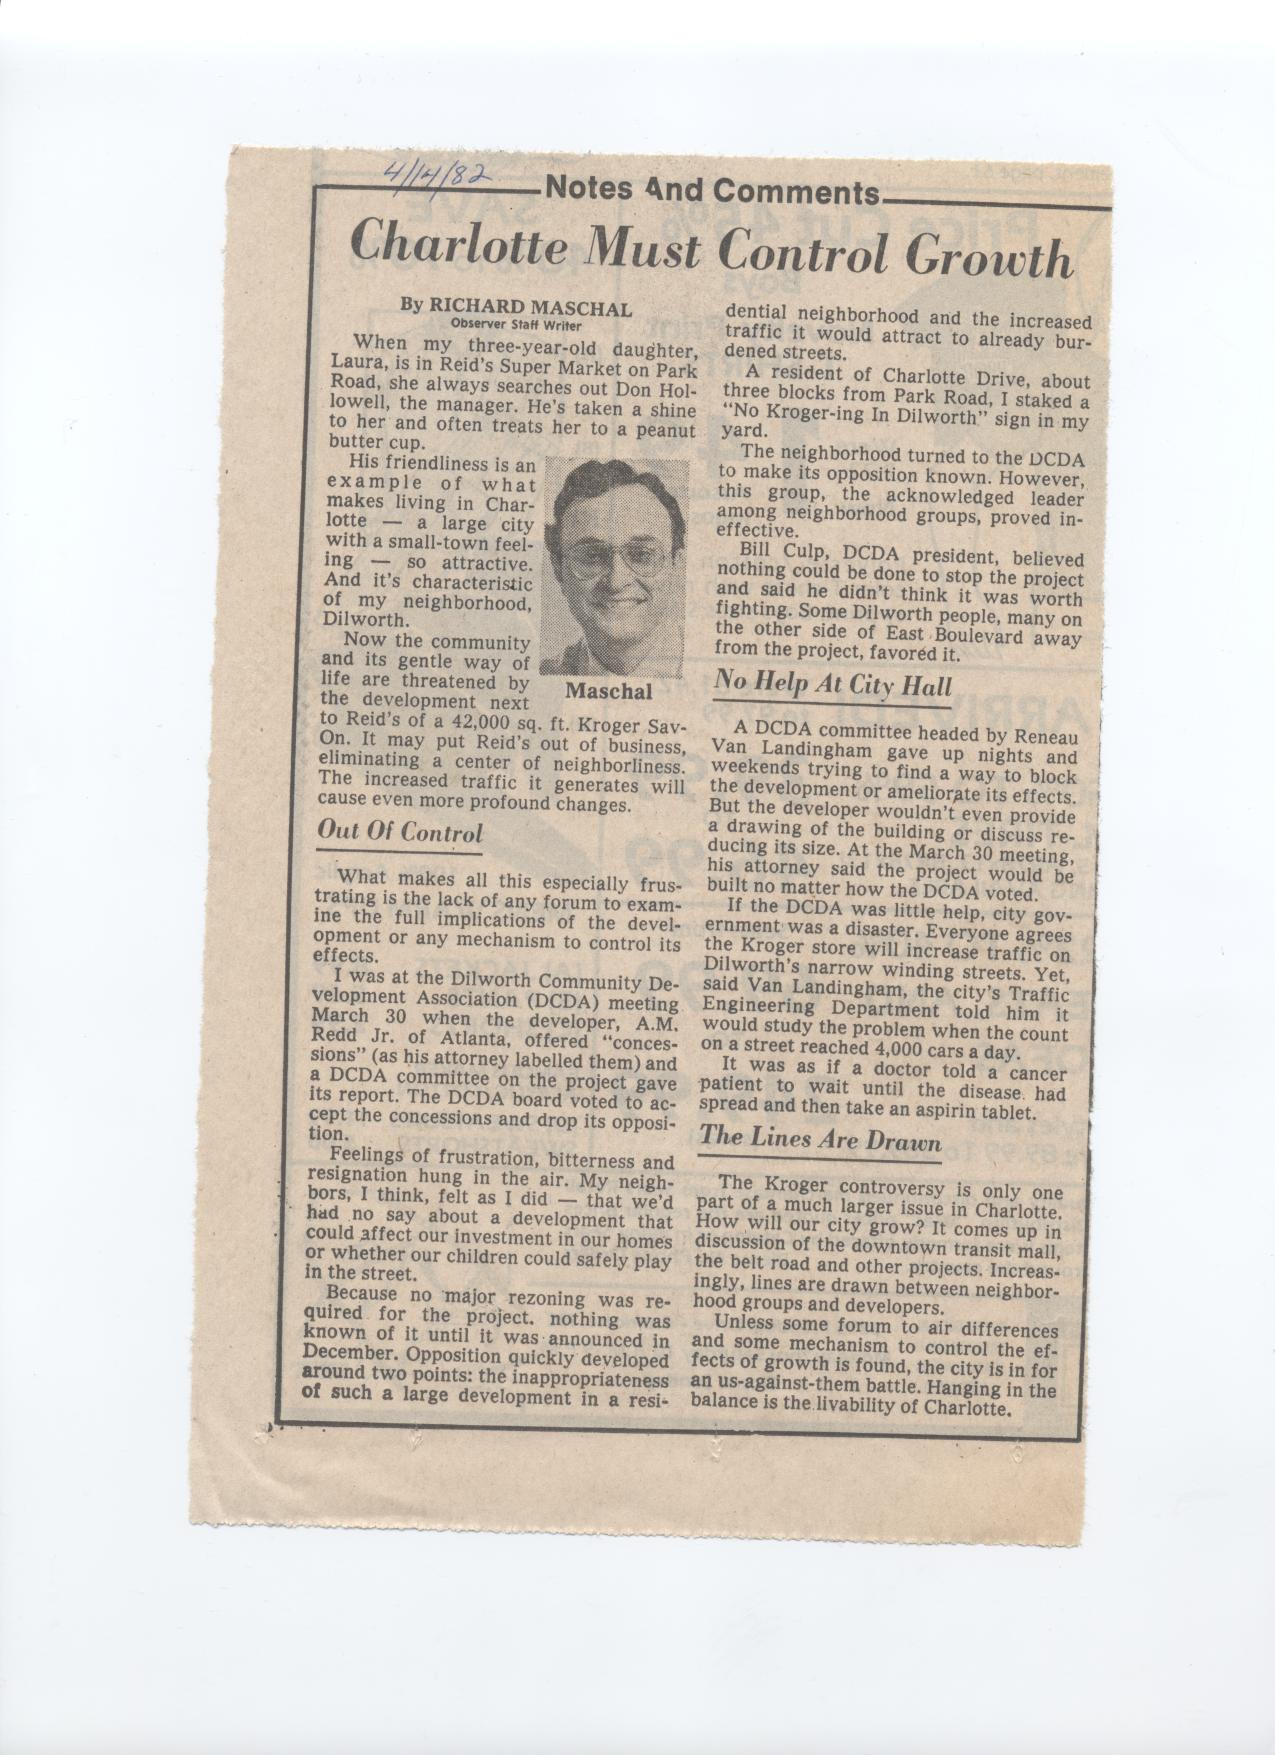 4/14/82
Notes And Comments
Charlotte Must Control Growth
By RICHARD MASCHAL
Observer Staff Writer
When my three-year-old daughter,
Laura, is in Reid's Super Market on Park
Road, she always searches out Don Hol-
lowell, the manager. He's taken a shine
to her and often treats her to a peanut
butter cup.
His friendliness is an
example of what
makes living in Char-
lotte — a large city
with a small-town feel-
ing — so attractive.
And it's characteristic
of my neighborhood,
Dilworth.
Now the community
and its gentle way of
life are threatened by
the development next
Maschal
to Reid's of a 42,000 sq. ft. Kroger Sav-
On. It may put Reid's out of business,
eliminating a center of neighborliness.
The increased traffic it generates will
cause even more profound changes.
Out Of Control
What makes all this especially frus-
trating is the lack of any forum to exam-
ine the full implications of the devel-
opment or any mechanism to control its
effects.
I was at the Dilworth Community De-
velopment Association (DCDA) meeting
March 30 when the developer, A.M.
Redd Jr. of Atlanta, offered "conces-
sions" (as his attorney labelled them) and
a DCDA committee on the project gave
its report. The DCDA board voted to ac-
cept the concessions and drop its opposi-
tion.
Feelings of frustration, bitterness and
resignation hung in the air. My neigh-
bors, I think, felt as I did — that we'd
had no say about a development that
could affect our investment in our homes
or whether our children could safely play
in the street.
Because no major rezoning was re-
quired for the project. nothing was
known of it until it was announced in
December. Opposition quickly developed
around two points: the inappropriateness
of such a large development in a resi-
dential neighborhood and the increased
traffic it would attract to already bur-
dened streets.
A resident of Charlotte Drive, about
three blocks from Park Road, I staked a
"No Kroger-ing In Dilworth" sign in my
yard.
The neighborhood turned to the DCDA
to make its opposition known. However,
this group, the acknowledged leader
among neighborhood groups, proved in-
effective.
Bill Culp, DCDA president, believed
nothing could be done to stop the project
and said he didn't think it was worth
fighting. Some Dilworth people, many on
the other side of East Boulevard away
from the project, favored it.
No Help At City Hall
A DCDA committee headed by Reneau
Van Landingham gave up nights and
weekends trying to find a way to block
the development or ameliorate its effects.
But the developer wouldn't even provide
a drawing of the building or discuss re-
ducing its size. At the March 30 meeting,
his attorney said the project would be
built no matter how the DCDA voted.
If the DCDA was little help, city gov-
ernment was a disaster. Everyone agrees
the Kroger store will increase traffic on
Dilworth's narrow winding streets. Yet,
said Van Landingham, the city's Traffic
Engineering Department told him it
would study the problem when the count
on a street reached 4,000 cars a day.
It was as if a doctor told a cancer
patient to wait until the disease had
spread and then take an aspirin tablet.
The Lines Are Drawn
The Kroger controversy is only one
part of a much larger issue in Charlotte.
How will our city grow? It comes up in
discussion of the downtown transit mall,
the belt road and other projects. Increas-
ingly, lines are drawn between neighbor-
hood groups and developers.
Unless some forum to air differences
and some mechanism to control the ef-
fects of growth is found, the city is in for
an us-against-them battle. Hanging in the
balance is the livability of Charlotte.